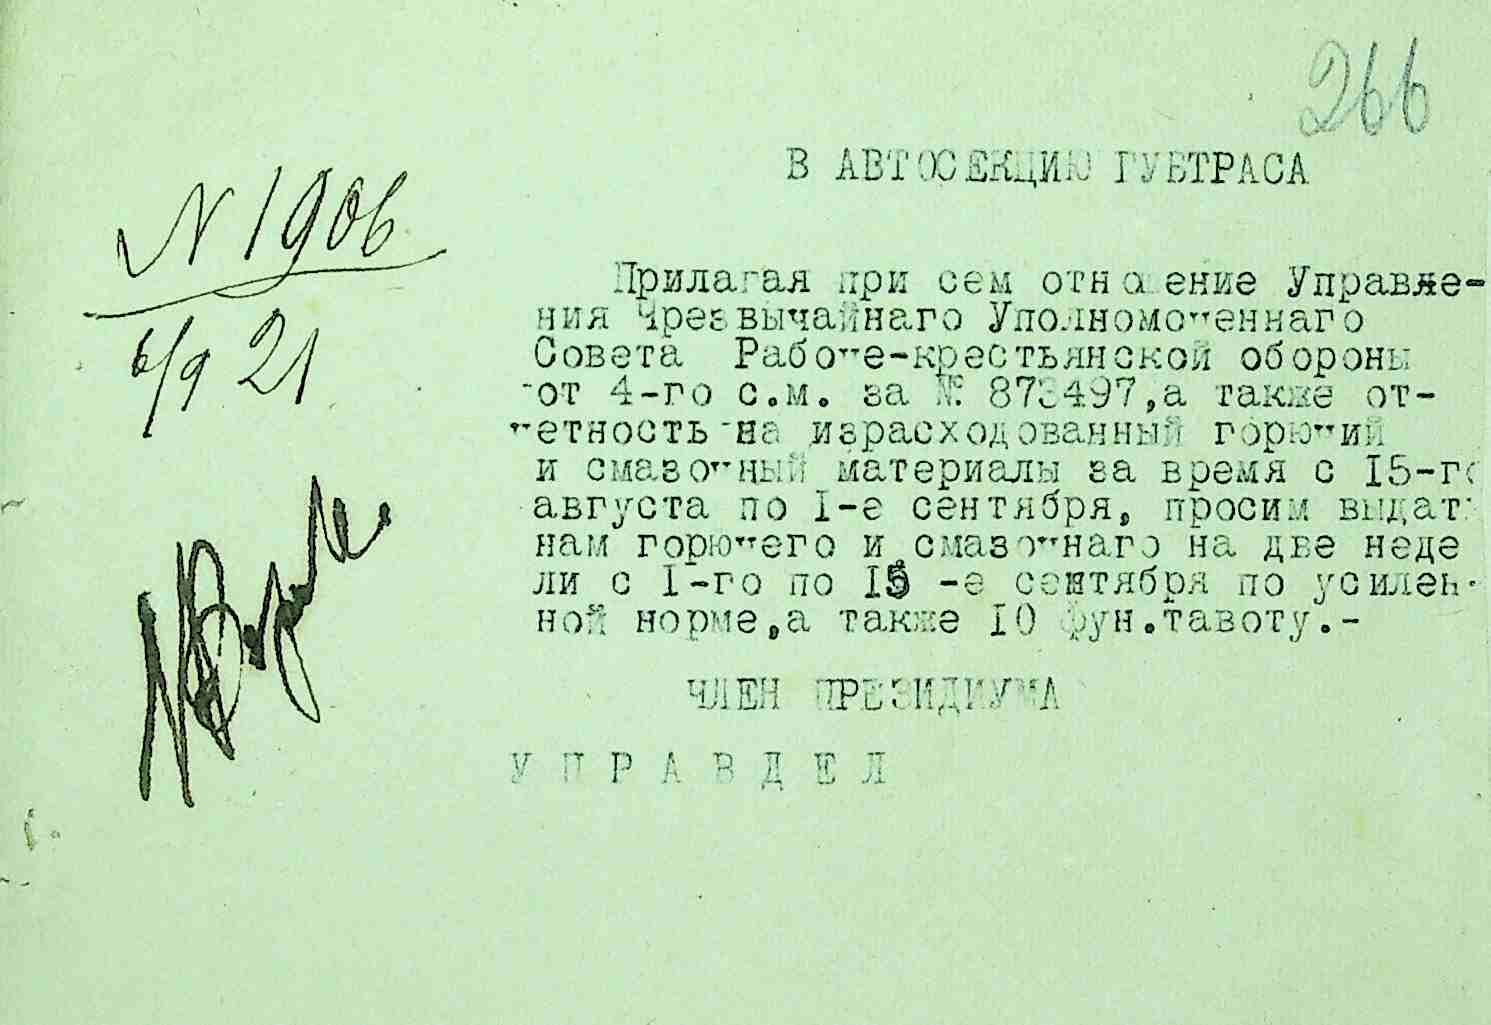 266
В АВТОСЕКЦИЮ ГУБТРАСА
N 1906
6/9 21
Прилагая при сем отношение Управле-
ния Чрезвычайнаго Уполномоченнаго
Совета Рабоче-крестьянской обороны
от 4-го с.м. за № 873497,а также от-
четность на израсходованный горючий
и смазочный материалы за время с 15-го
августа по 1-е сентября, просим выдать
нам горючего и смазочнаго на две неде
ли с 1-го по 15 -е сентября по усилен-
ной норме,а также 10 фун.тавоту.-
ЧЛЕН ПРЕЗИДИУМА
УПРАВДЕЛ